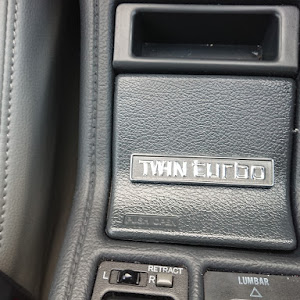 TWIN turbo
RETRACT
L R
LUMBAR